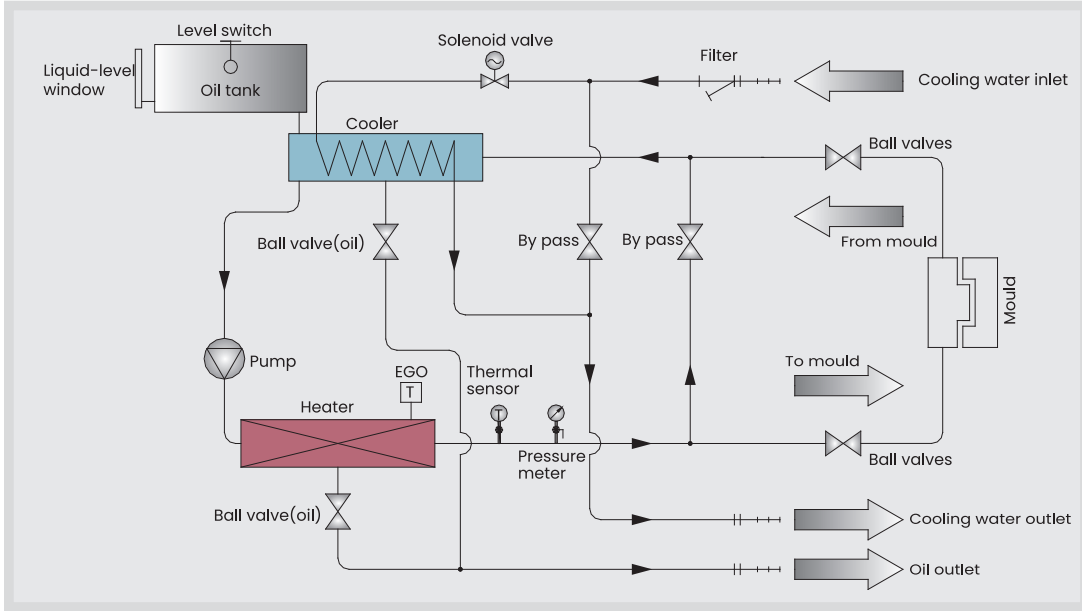 Level switch
Liquid-level
window
Oil tank
Solenoid valve
Filter
Cooling water inlet
Cooler
Ball valves
From mould
Ball valve(oil)
By pass
By pass
Mould
Pump
To mould
EGO
T
Thermal
sensor
T
Heater
Pressure
meter
Ball valves
Ball valve(oil)
Cooling water outlet
Oil outlet